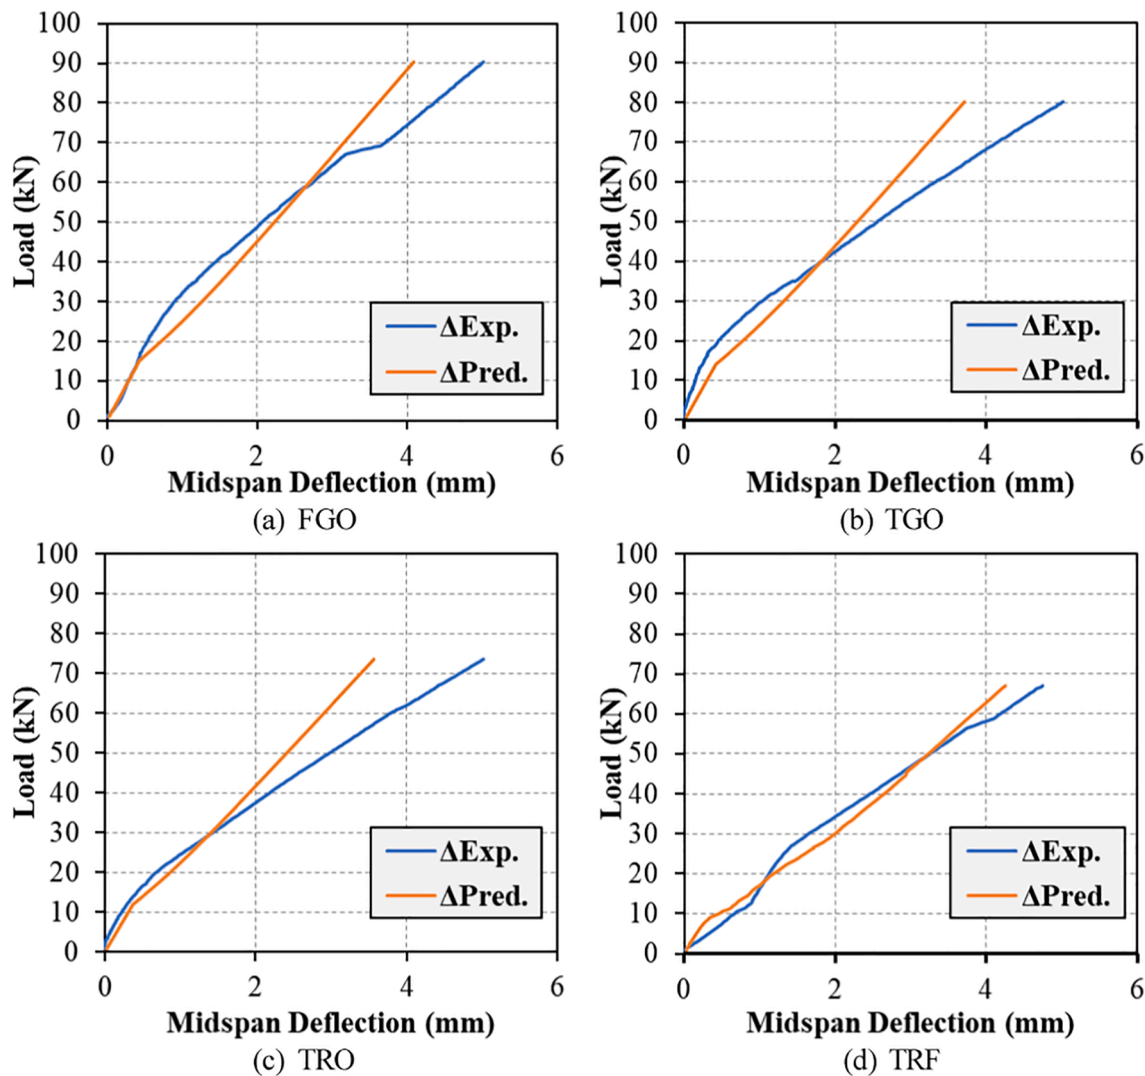 100
90
80
70
60
50
40
30
20
10
0
Load (kN)
ΔExp.
ΔPred.
0 2 4 6
Midspan Deflection (mm)
(a) FGO
100
90
80
70
60
50
40
30
20
10
0
Load (kN)
ΔExp.
ΔPred.
0 2 4 6
Midspan Deflection (mm)
(b) TGO
100
90
80
70
60
50
40
30
20
10
0
Load (kN)
ΔExp.
ΔPred.
0 2 4 6
Midspan Deflection (mm)
(c) TRO
100
90
80
70
60
50
40
30
20
10
0
Load (kN)
ΔExp.
ΔPred.
0 2 4 6
Midspan Deflection (mm)
(d) TRF